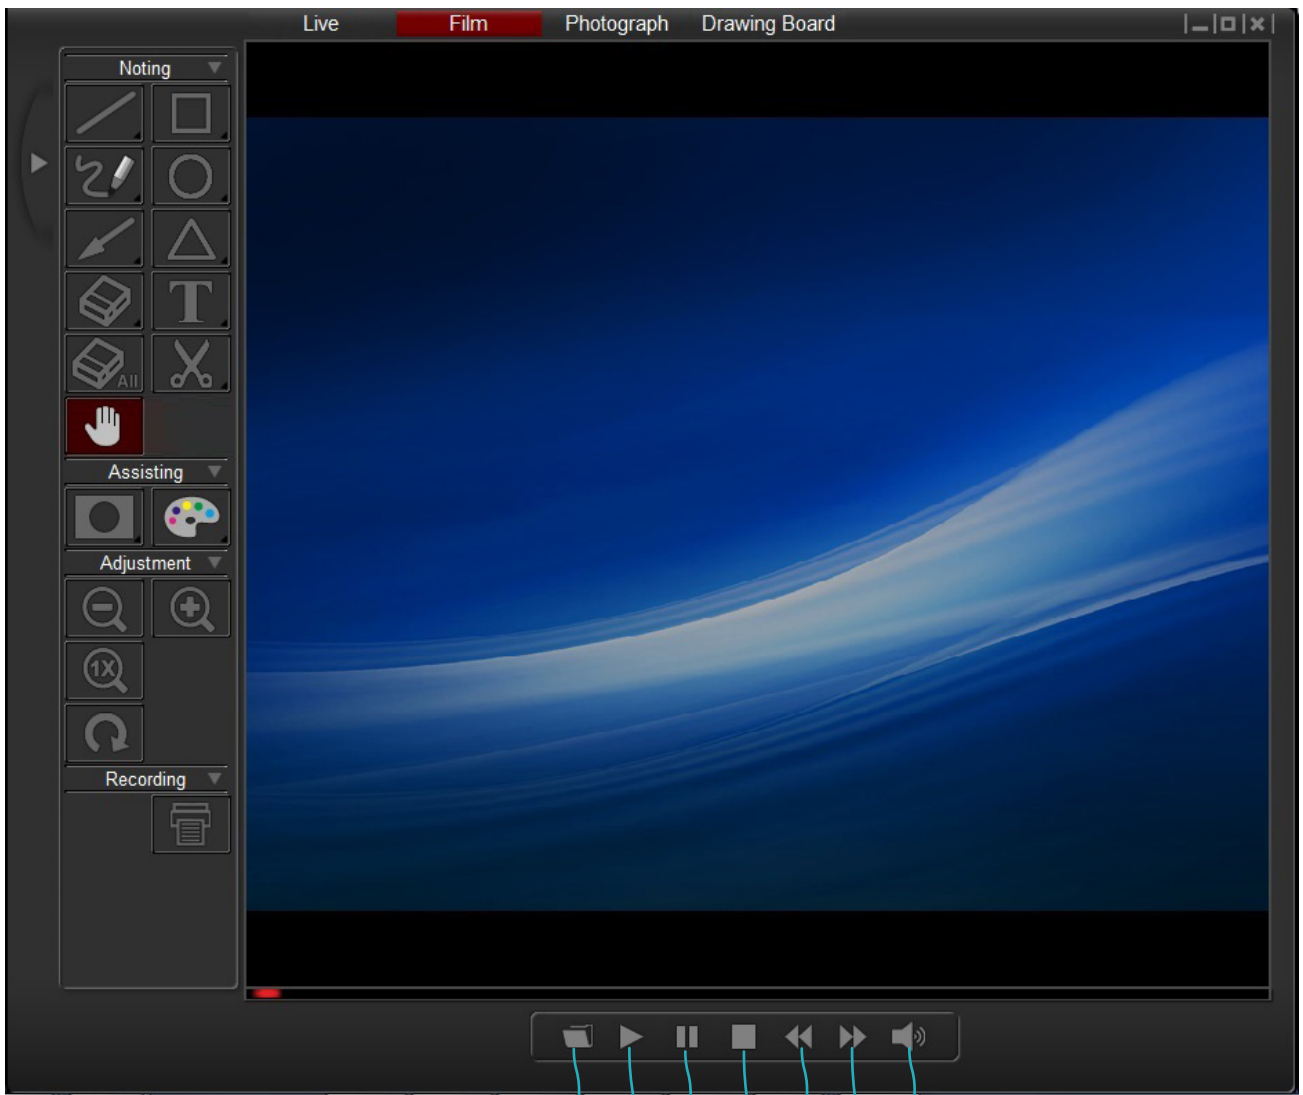 Live Film Photograph Drawing Board
Noting
T
All
Assisting
Adjustment
1X
Recording